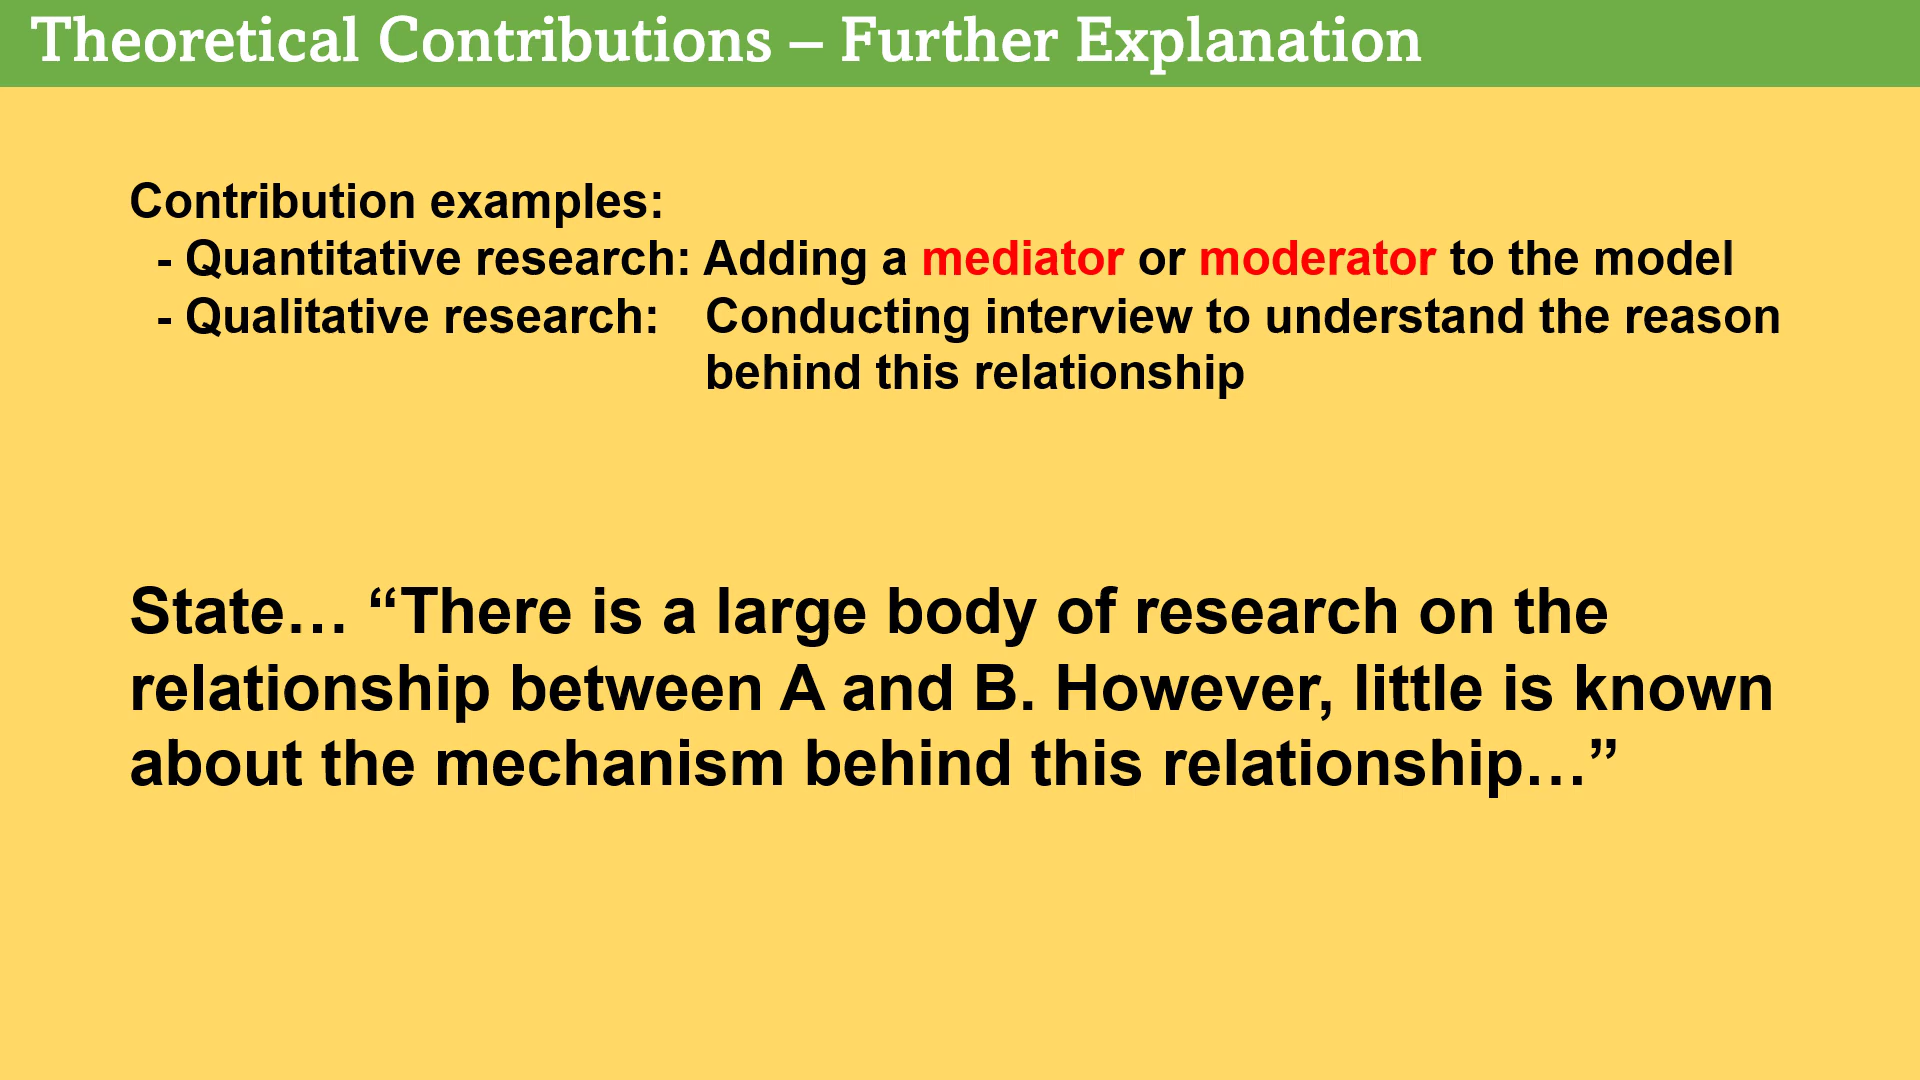 Theoretical Contributions – Further Explanation
Contribution examples:
- Quantitative research: Adding a mediator or moderator to the model
- Qualitative research: Conducting interview to understand the reason
behind this relationship
State… “There is a large body of research on the
relationship between A and B. However, little is known
about the mechanism behind this relationship…”